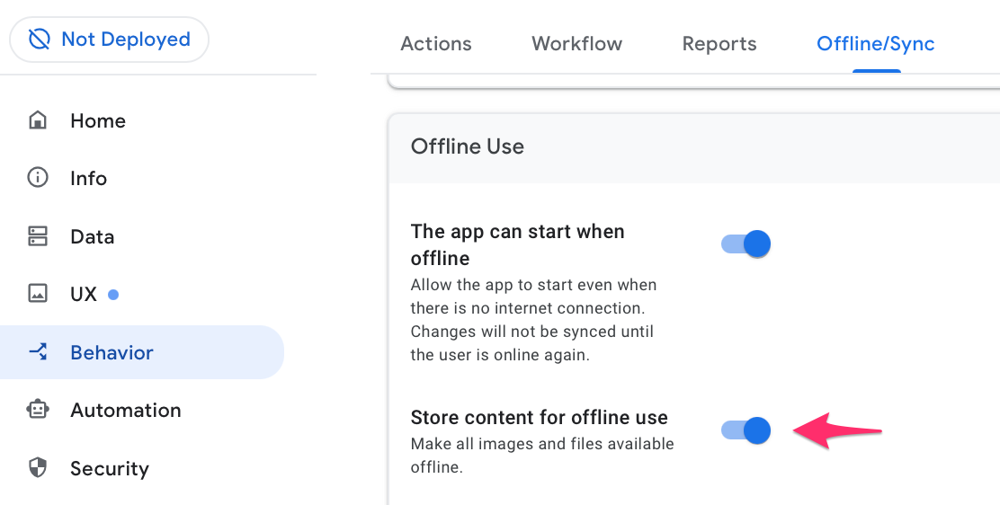 Not Deployed
Home
Info
Data
UX
Behavior
Automation
Security
Actions Workflow Reports Offline/Sync
Offline Use
The app can start when
offline
Allow the app to start even when
there is no internet connection.
Changes will not be synced until
the user is online again.
Store content for offline use
Make all images and files available
offline.